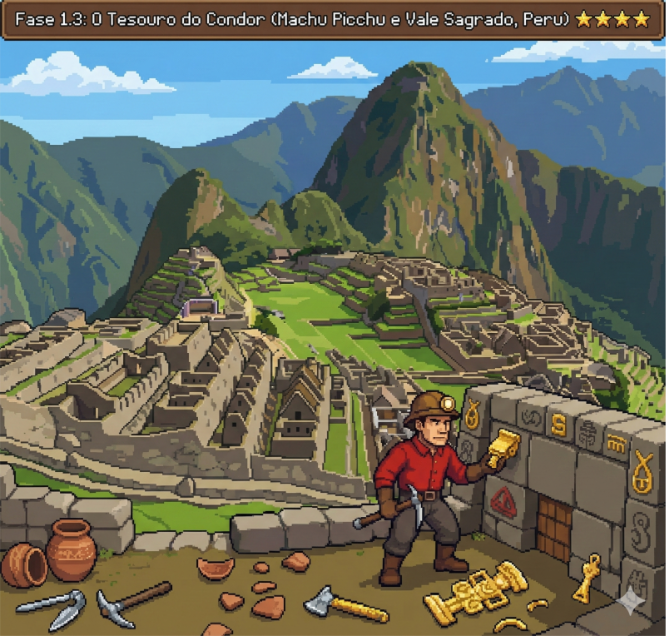 Fase 1.3: O Tesouro do Condor (Machu Picchu e Vale Sagrado, Peru) ★★★★